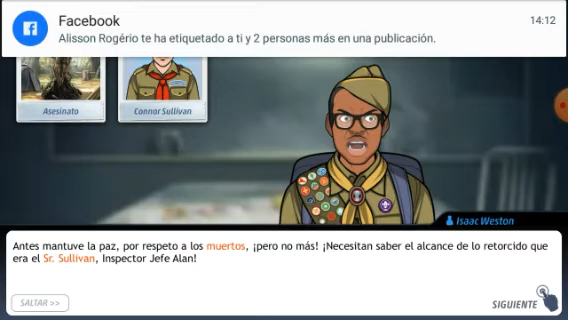 Facebook
14:12
Alisson Rogério te ha etiquetado a ti y 2 personas más en una publicación.
Asesinato
Connor Sullivan
Isaac Weston
Antes mantuve la paz, por respeto a los muertos, ¡pero no más! ¡Necesitan saber el alcance de lo retorcido que
era el Sr. Sullivan, Inspector Jefe Alan!
SALTAR >>
SIGUIENTE